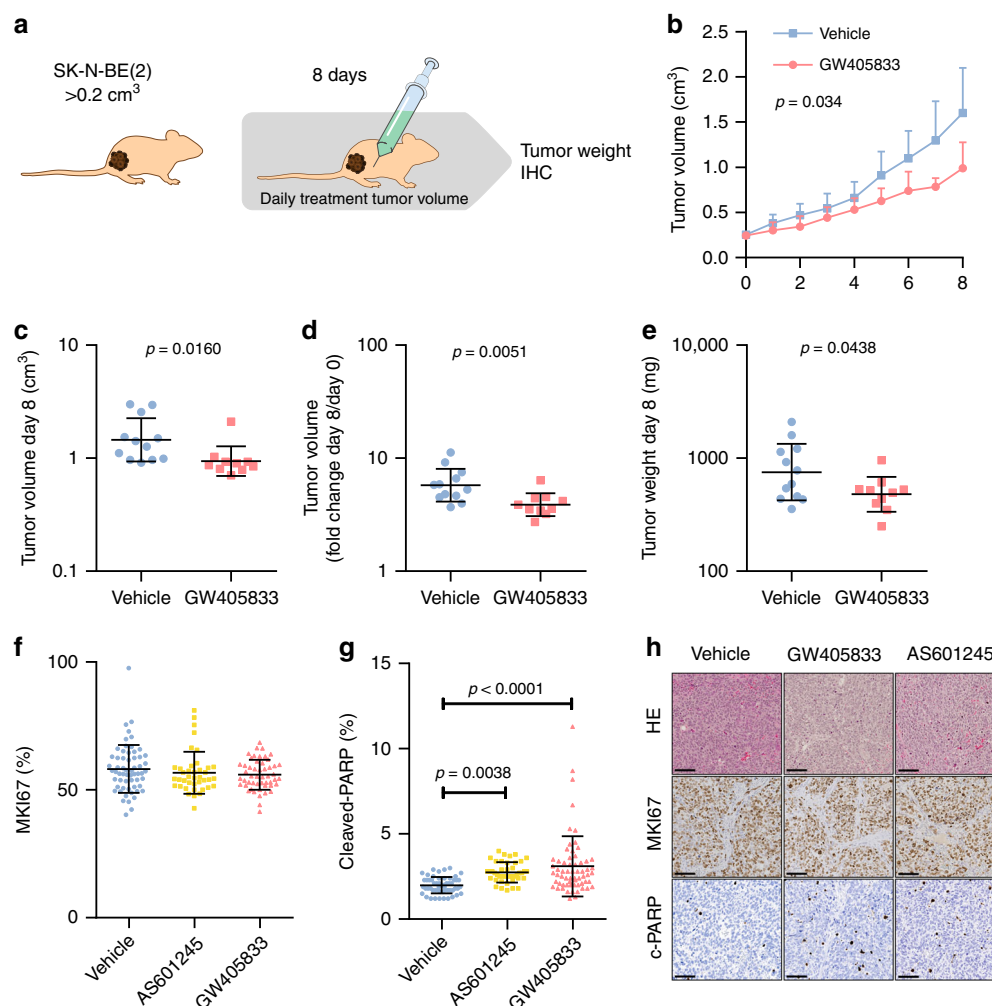 a
SK-N-BE(2)
>0.2 cm³
8 days
Daily treatment tumor volume
Tumor weight
IHC
b
Tumor volume (cm³)
2.5
2.0
1.5
1.0
0.5
0.0
0 2 4 6 8
Vehicle
GW405833
p = 0.034
c
Tumor volume day 8 (cm³)
10
1
0.1
p = 0.0160
Vehicle GW405833
d
Tumor volume
(fold change day 8/day 0)
100
10
1
p = 0.0051
Vehicle GW405833
e
Tumor weight day 8 (mg)
10,000
1000
100
p = 0.0438
Vehicle GW405833
f
MKI67 (%)
100
50
0
Vehicle
AS601245
GW405833
g
Cleaved-PARP (%)
15
10
5
0
p < 0.0001
p = 0.0038
Vehicle
AS601245
GW405833
h
Vehicle GW405833 AS601245
HE
MKI67
c-PARP